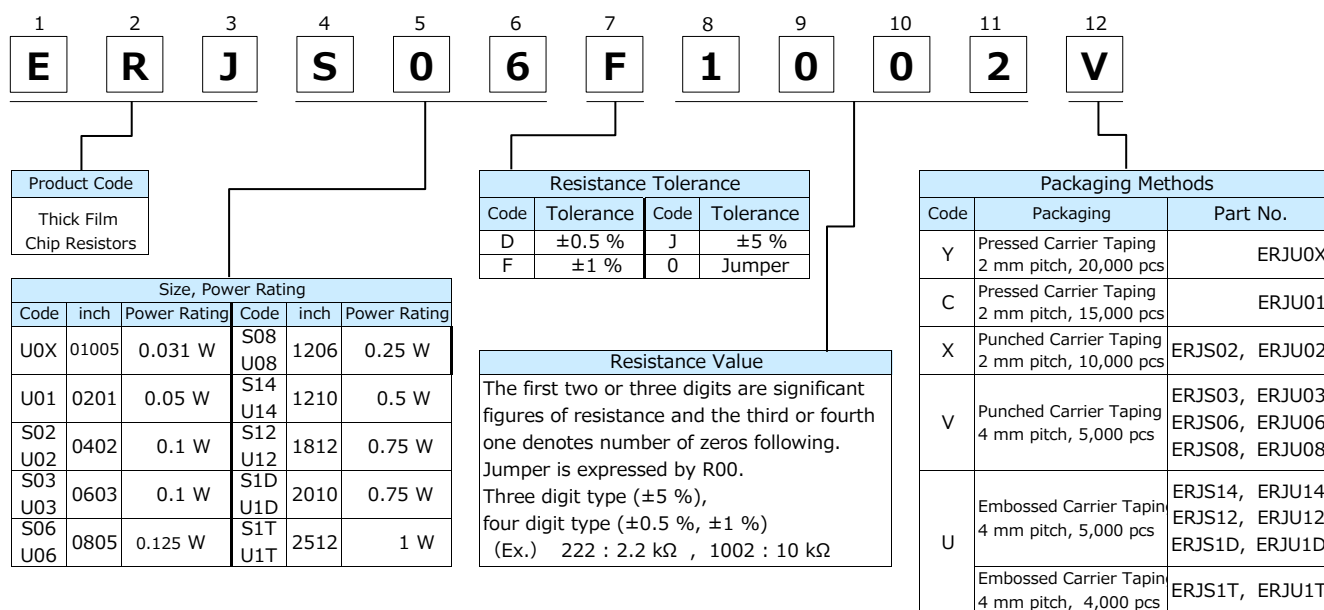 1 2 3 4 5 6 7 8 9 10 11 12
E R J S 0 6 F 1 0 0 2 V
Product Code
Thick Film
Chip Resistors
Size, Power Rating
Code inch Power Rating Code inch Power Rating
U0X 01005 0.031 W S08 U08 1206 0.25 W
U01 0201 0.05 W S14 U14 1210 0.5 W
S02 U02 0402 0.1 W S12 U12 1812 0.75 W
S03 U03 0603 0.1 W S1D U1D 2010 0.75 W
S06 U06 0805 0.125 W S1T U1T 2512 1 W
Resistance Tolerance
Code Tolerance Code Tolerance
D ±0.5 % J ±5 %
F ±1 % 0 Jumper
Resistance Value
The first two or three digits are significant
figures of resistance and the third or fourth
one denotes number of zeros following.
Jumper is expressed by R00.
Three digit type (±5 %),
four digit type (±0.5 %, ±1 %)
（Ex.） 222 : 2.2 kΩ , 1002 : 10 kΩ
Packaging Methods
Code Packaging Part No.
Y Pressed Carrier Taping ERJU0X
2 mm pitch, 20,000 pcs
C Pressed Carrier Taping ERJU01
2 mm pitch, 15,000 pcs
X Punched Carrier Taping ERJS02, ERJU02
2 mm pitch, 10,000 pcs
V Punched Carrier Taping
4 mm pitch, 5,000 pcs
ERJS03, ERJU03
ERJS06, ERJU06
ERJS08, ERJU08
U Embossed Carrier Tapin
4 mm pitch, 5,000 pcs
ERJS14, ERJU14
ERJS12, ERJU12
ERJS1D, ERJU1D
Embossed Carrier Tapin
4 mm pitch, 4,000 pcs
ERJS1T, ERJU1T